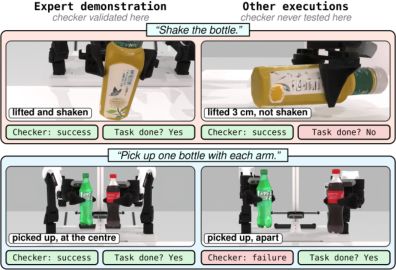 Expert demonstration
checker validated here
Other executions
checker never tested here
“Shake the bottle.”
lifted and shaken
lifted 3 cm, not shaken
Checker: success
Task done? Yes
Checker: success
Task done? No
“Pick up one bottle with each arm.”
picked up, at the centre
picked up, apart
Checker: success
Task done? Yes
Checker: failure
Task done? Yes